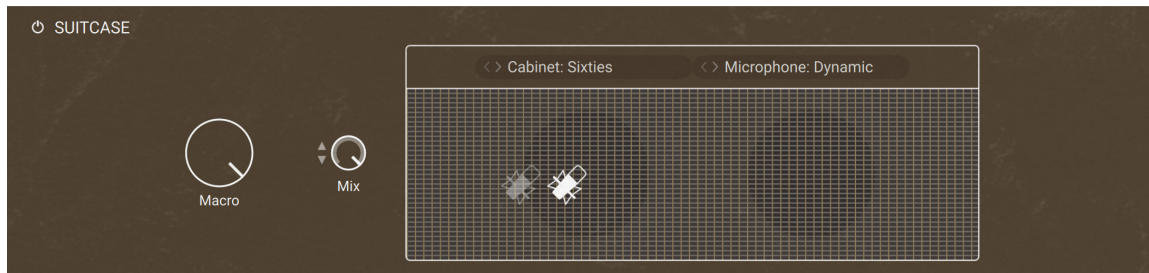 SUITCASE
Cabinet: Sixties
Microphone: Dynamic
Macro
Mix